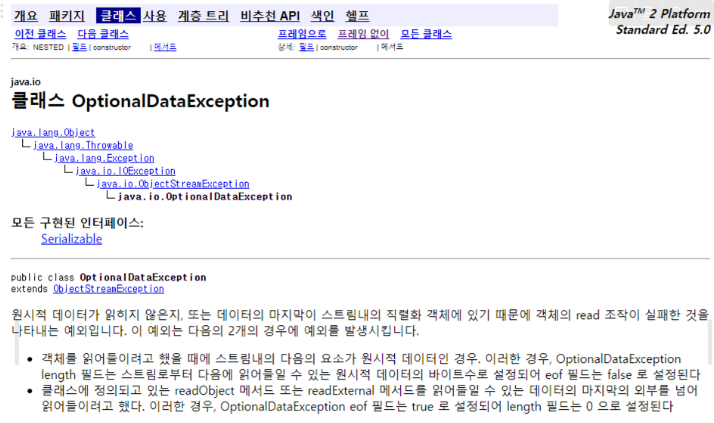 개요 패키지 클래스 사용 계층 트리 비추천 API 색인 헬프
Java™ 2 Platform
Standard Ed. 5.0
이전 클래스 다음 클래스 프레임으로 프레임 없이 모든 클래스
개요: NESTED | 필드 | constructor | 메서드 상세: 필드 | constructor | 메서드
java.io
클래스 OptionalDataException
java.lang.Object
java.lang.Throwable
java.lang.Exception
java.io.IOException
java.io.ObjectStreamException
java.io.OptionalDataException
모든 구현된 인터페이스:
Serializable
public class OptionalDataException
extends ObjectStreamException
원시적 데이터가 읽히지 않은지, 또는 데이터의 마지막이 스트림내의 직렬화 객체에 있기 때문에 객체의 read 조작이 실패한 것을
나타내는 예외입니다. 이 예외는 다음의 2개의 경우에 예외를 발생시킵니다.
• 객체를 읽어들이려고 했을 때에 스트림내의 다음의 요소가 원시적 데이터인 경우. 이러한 경우, OptionalDataException
length 필드는 스트림로부터 다음에 읽어들일 수 있는 원시적 데이터의 바이트수로 설정되어 eof 필드는 false 로 설정된다
• 클래스에 정의되고 있는 readObject 메서드 또는 readExternal 메서드를 읽어들일 수 있는 데이터의 마지막의 외부를 넘어
읽어들이려고 했다. 이러한 경우, OptionalDataException eof 필드는 true 로 설정되어 length 필드는 0 으로 설정된다